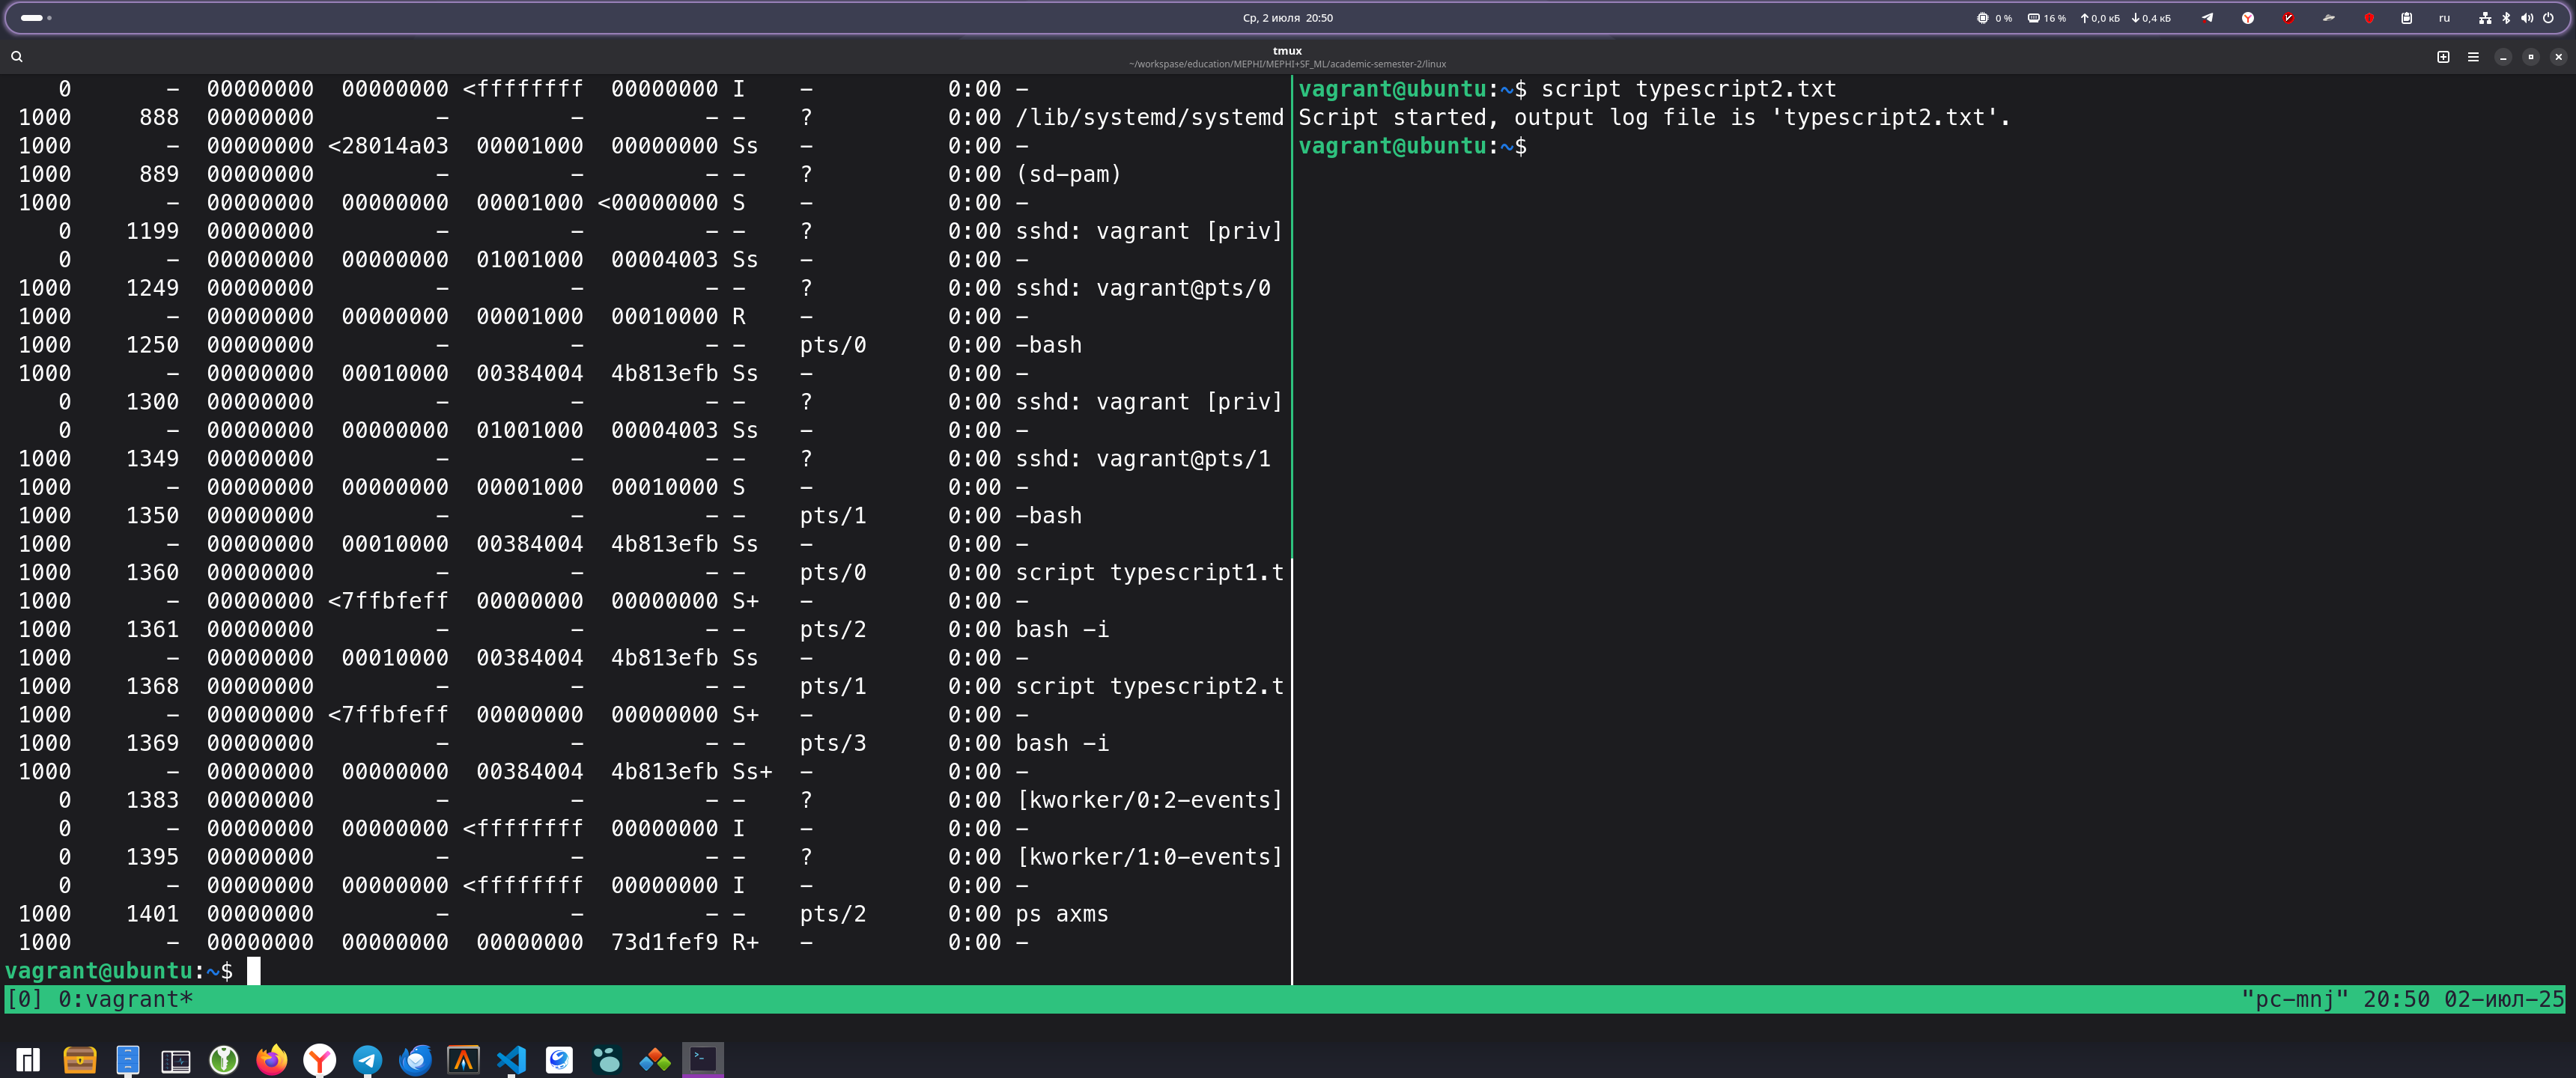 Ср, 2 июля 20:50
0 % 16 % 0,0 кБ 0,4 кБ ru
tmux
~/workspase/education/MEPHI/MEPHI+SF_ML/academic-semester-2/linux
0 - 00000000 00000000 <ffffffff 00000000 I - 0:00 -
1000 888 00000000 - - - - ? 0:00 /lib/systemd/systemd
1000 - 00000000 <28014a03 00001000 00000000 Ss - 0:00 -
1000 889 00000000 - - - - ? 0:00 (sd-pam)
1000 - 00000000 00000000 00001000 <00000000 S - 0:00 -
0 1199 00000000 - - - - ? 0:00 sshd: vagrant [priv]
0 - 00000000 00000000 01001000 00004003 Ss - 0:00 -
1000 1249 00000000 - - - - ? 0:00 sshd: vagrant@pts/0
1000 - 00000000 00000000 00001000 00010000 R - 0:00 -
1000 1250 00000000 - - - - pts/0 0:00 -bash
1000 - 00000000 00010000 00384004 4b813efb Ss - 0:00 -
0 1300 00000000 - - - - ? 0:00 sshd: vagrant [priv]
0 - 00000000 00000000 01001000 00004003 Ss - 0:00 -
1000 1349 00000000 - - - - ? 0:00 sshd: vagrant@pts/1
1000 - 00000000 00000000 00001000 00010000 S - 0:00 -
1000 1350 00000000 - - - - pts/1 0:00 -bash
1000 - 00000000 00010000 00384004 4b813efb Ss - 0:00 -
1000 1360 00000000 - - - - pts/0 0:00 script typescript1.t
1000 - 00000000 <7ffbfeff 00000000 00000000 S+ - 0:00 -
1000 1361 00000000 - - - - pts/2 0:00 bash -i
1000 - 00000000 00010000 00384004 4b813efb Ss - 0:00 -
1000 1368 00000000 - - - - pts/1 0:00 script typescript2.t
1000 - 00000000 <7ffbfeff 00000000 00000000 S+ - 0:00 -
1000 1369 00000000 - - - - pts/3 0:00 bash -i
1000 - 00000000 00000000 00384004 4b813efb Ss+ - 0:00 -
0 1383 00000000 - - - - ? 0:00 [kworker/0:2-events]
0 - 00000000 00000000 <ffffffff 00000000 I - 0:00 -
0 1395 00000000 - - - - ? 0:00 [kworker/1:0-events]
0 - 00000000 00000000 <ffffffff 00000000 I - 0:00 -
1000 1401 00000000 - - - - pts/2 0:00 ps axms
1000 - 00000000 00000000 00000000 73d1fef9 R+ - 0:00 -
vagrant@ubuntu:~$
vagrant@ubuntu:~$ script typescript2.txt
Script started, output log file is 'typescript2.txt'.
vagrant@ubuntu:~$
[0] 0:vagrant* "pc-mnj" 20:50 02-июл-25